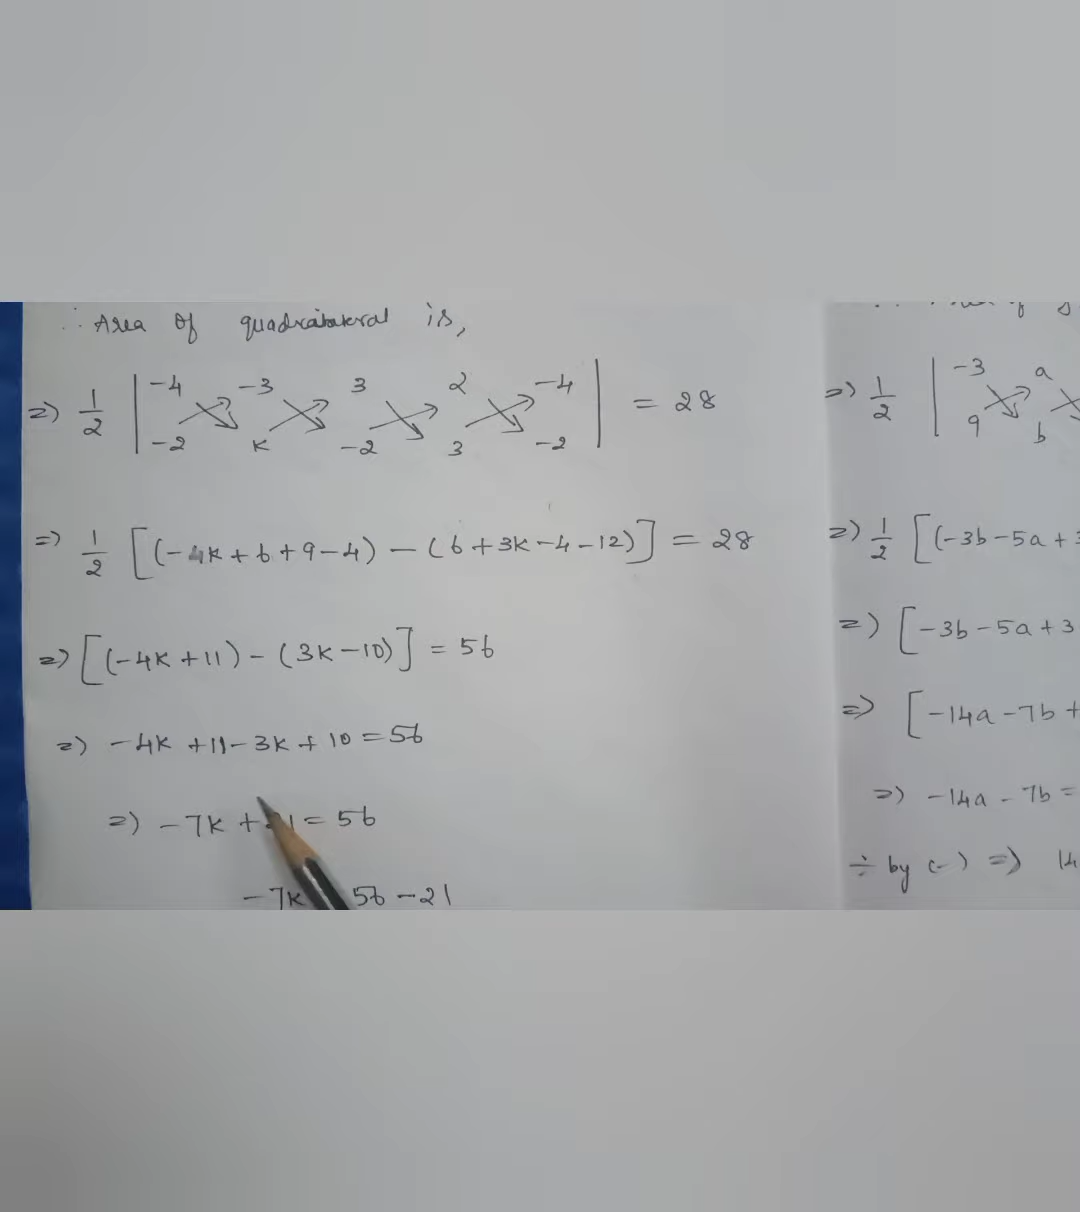 ∴ Area of quadrilateral is,
⇒ 1/2 | -4 -3 3 2 -4 | = 28
-2 k -2 3 -2
⇒ 1/2 [(-4k+6+9-4) - (6+3k-4-12)] = 28
⇒ [(-4k+11) - (3k-10)] = 56
⇒ -4k+11-3k+10 = 56
⇒ -7k + 21 = 56
-7k 56-21
⇒ 1/2 | -3 a
9 b
⇒ 1/2 [(-3b-5a+3
⇒ [-3b-5a+3
⇒ [-14a-7b+
⇒ -14a-7b=
÷ by (-) ⇒ 14